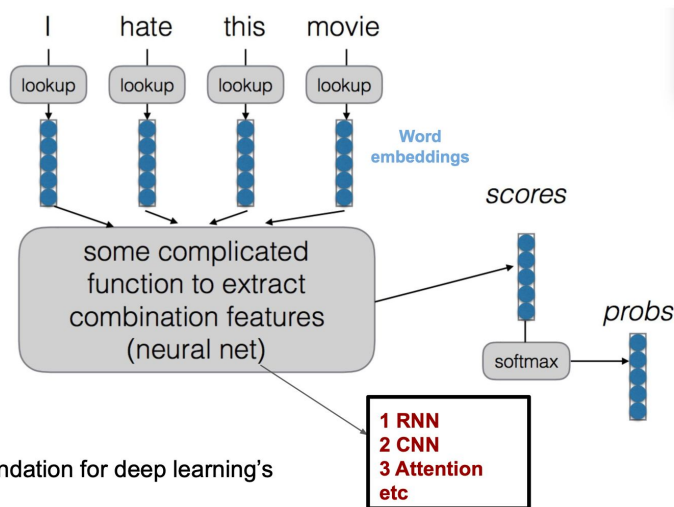 I hate this movie
lookup lookup lookup lookup
Word
embeddings
scores
some complicated
function to extract
combination features
(neural net)
probs
softmax
1 RNN
2 CNN
3 Attention
etc
for deep learning's